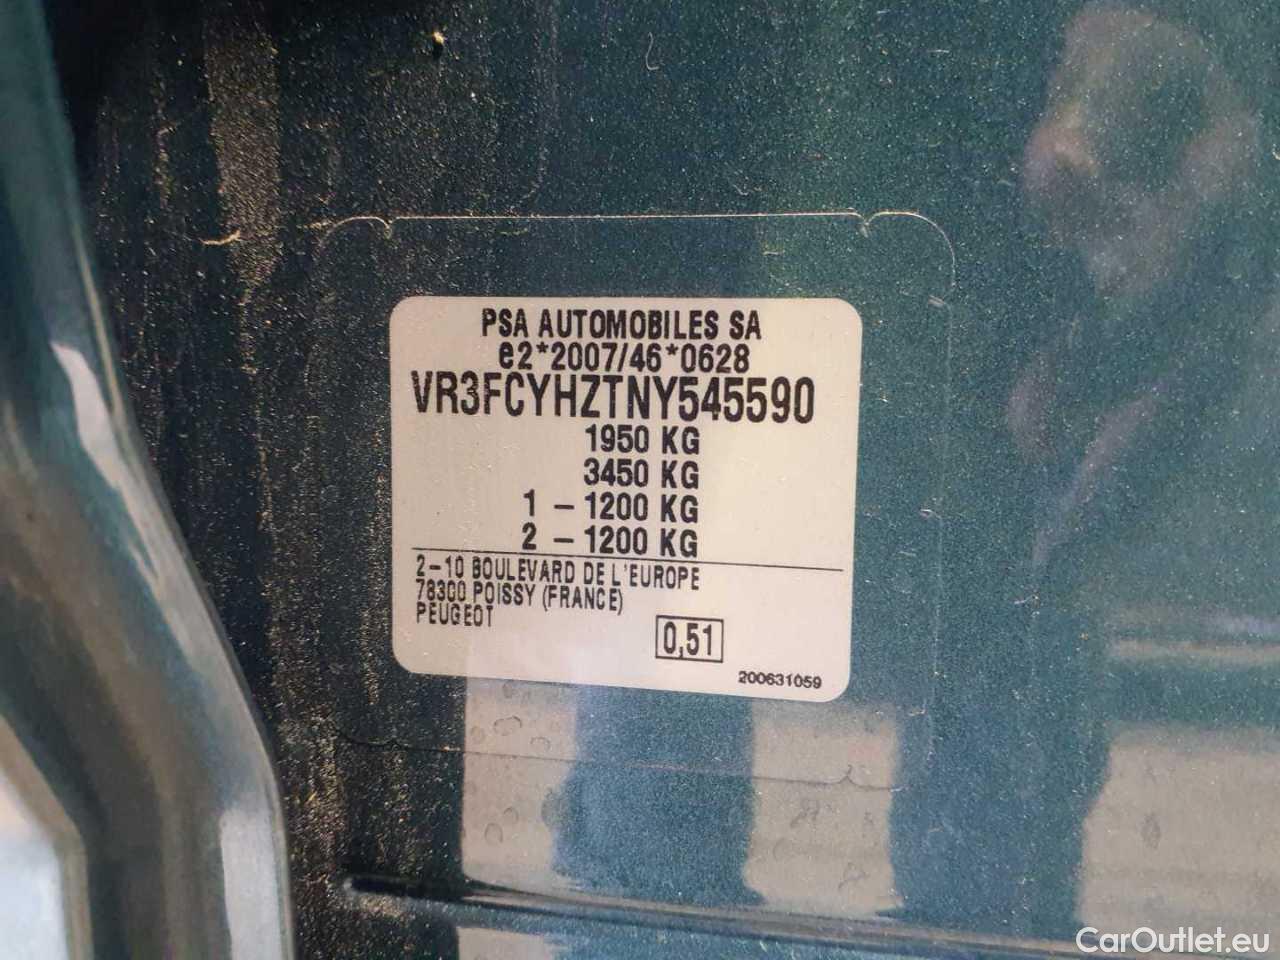 PSA AUTOMOBILES SA
e2*2007/46*0628
VR3FCYHZTNY545590
1950 KG
3450 KG
1 – 1200 KG
2 – 1200 KG
2–10 BOULEVARD DE L'EUROPE
78300 POISSY (FRANCE)
PEUGEOT
0,51
200631059
CarOutlet.eu